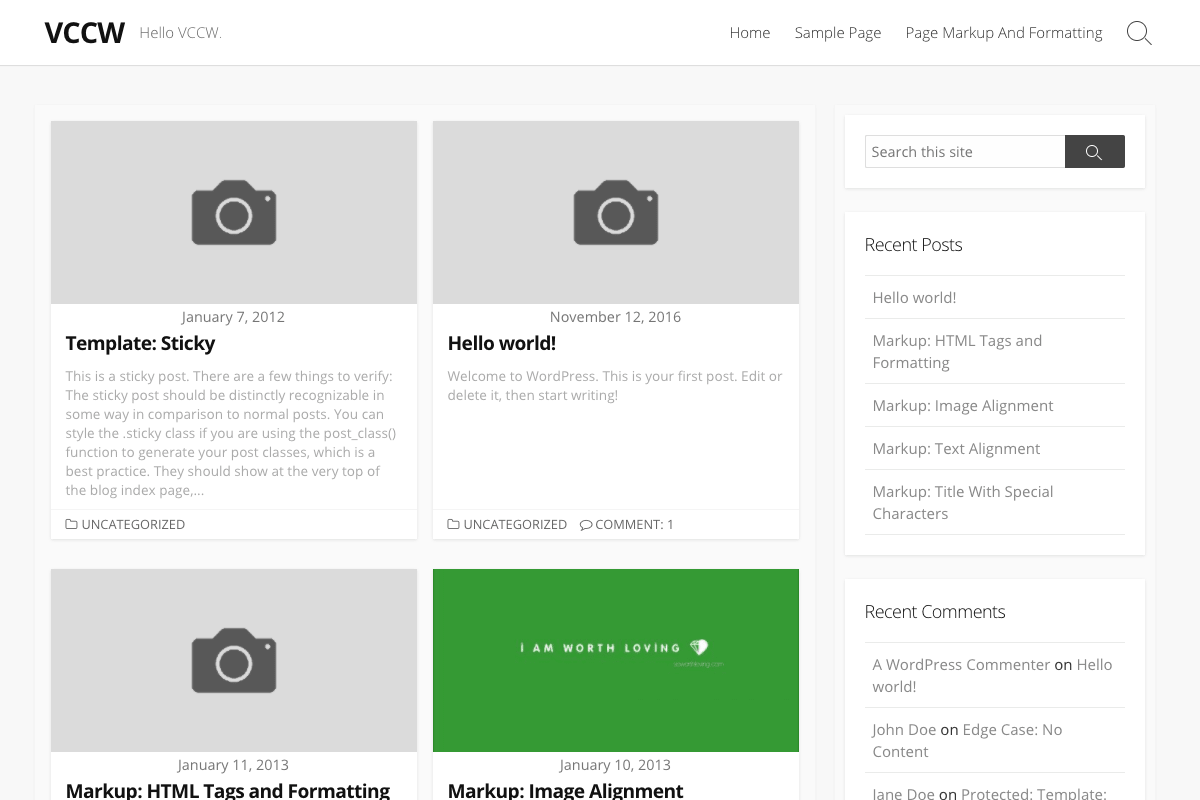 VCCW
Hello VCCW.
Home
Sample Page
Page Markup And Formatting
January 7, 2012
Template: Sticky
This is a sticky post. There are a few things to verify:
The sticky post should be distinctly recognizable in
some way in comparison to normal posts. You can
style the .sticky class if you are using the post_class()
function to generate your post classes, which is a
best practice. They should show at the very top of
the blog index page,...
UNCATEGORIZED
November 12, 2016
Hello world!
Welcome to WordPress. This is your first post. Edit or
delete it, then start writing!
UNCATEGORIZED
COMMENT: 1
January 11, 2013
Markup: HTML Tags and Formatting
I AM WORTH LOVING
January 10, 2013
Markup: Image Alignment
Search this site
Recent Posts
Hello world!
Markup: HTML Tags and
Formatting
Markup: Image Alignment
Markup: Text Alignment
Markup: Title With Special
Characters
Recent Comments
A WordPress Commenter on Hello
world!
John Doe on Edge Case: No
Content
Jane Doe on Protected: Template: